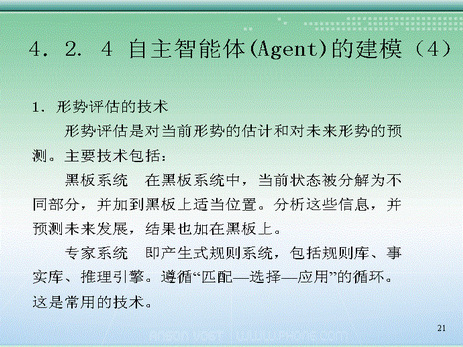 4．2．4 自主智能体(Agent)的建模（4）
1．形势评估的技术
形势评估是对当前形势的估计和对未来形势的预
测。主要技术包括：
黑板系统　在黑板系统中，当前状态被分解为不
同部分，并加到黑板上适当位置。分析这些信息，并
预测未来发展，结果也加在黑板上。
专家系统　即产生式规则系统，包括规则库、事
实库、推理引擎。遵循“匹配—选择—应用”的循环。
这是常用的技术。
21